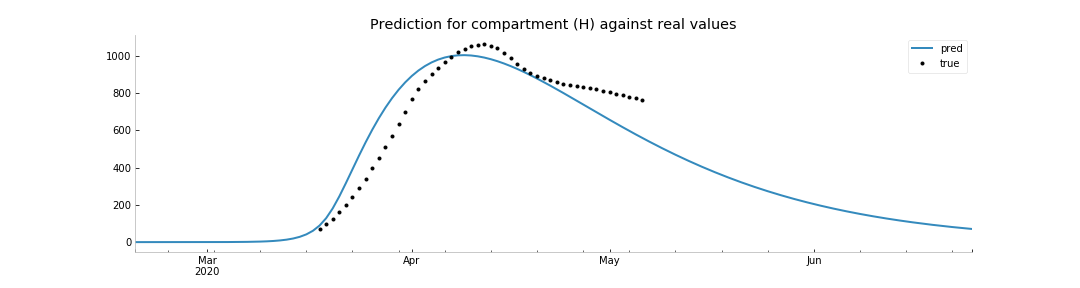 Prediction for compartment (H) against real values
pred
true
1000
800
600
400
200
0
Mar
2020
Apr
May
Jun